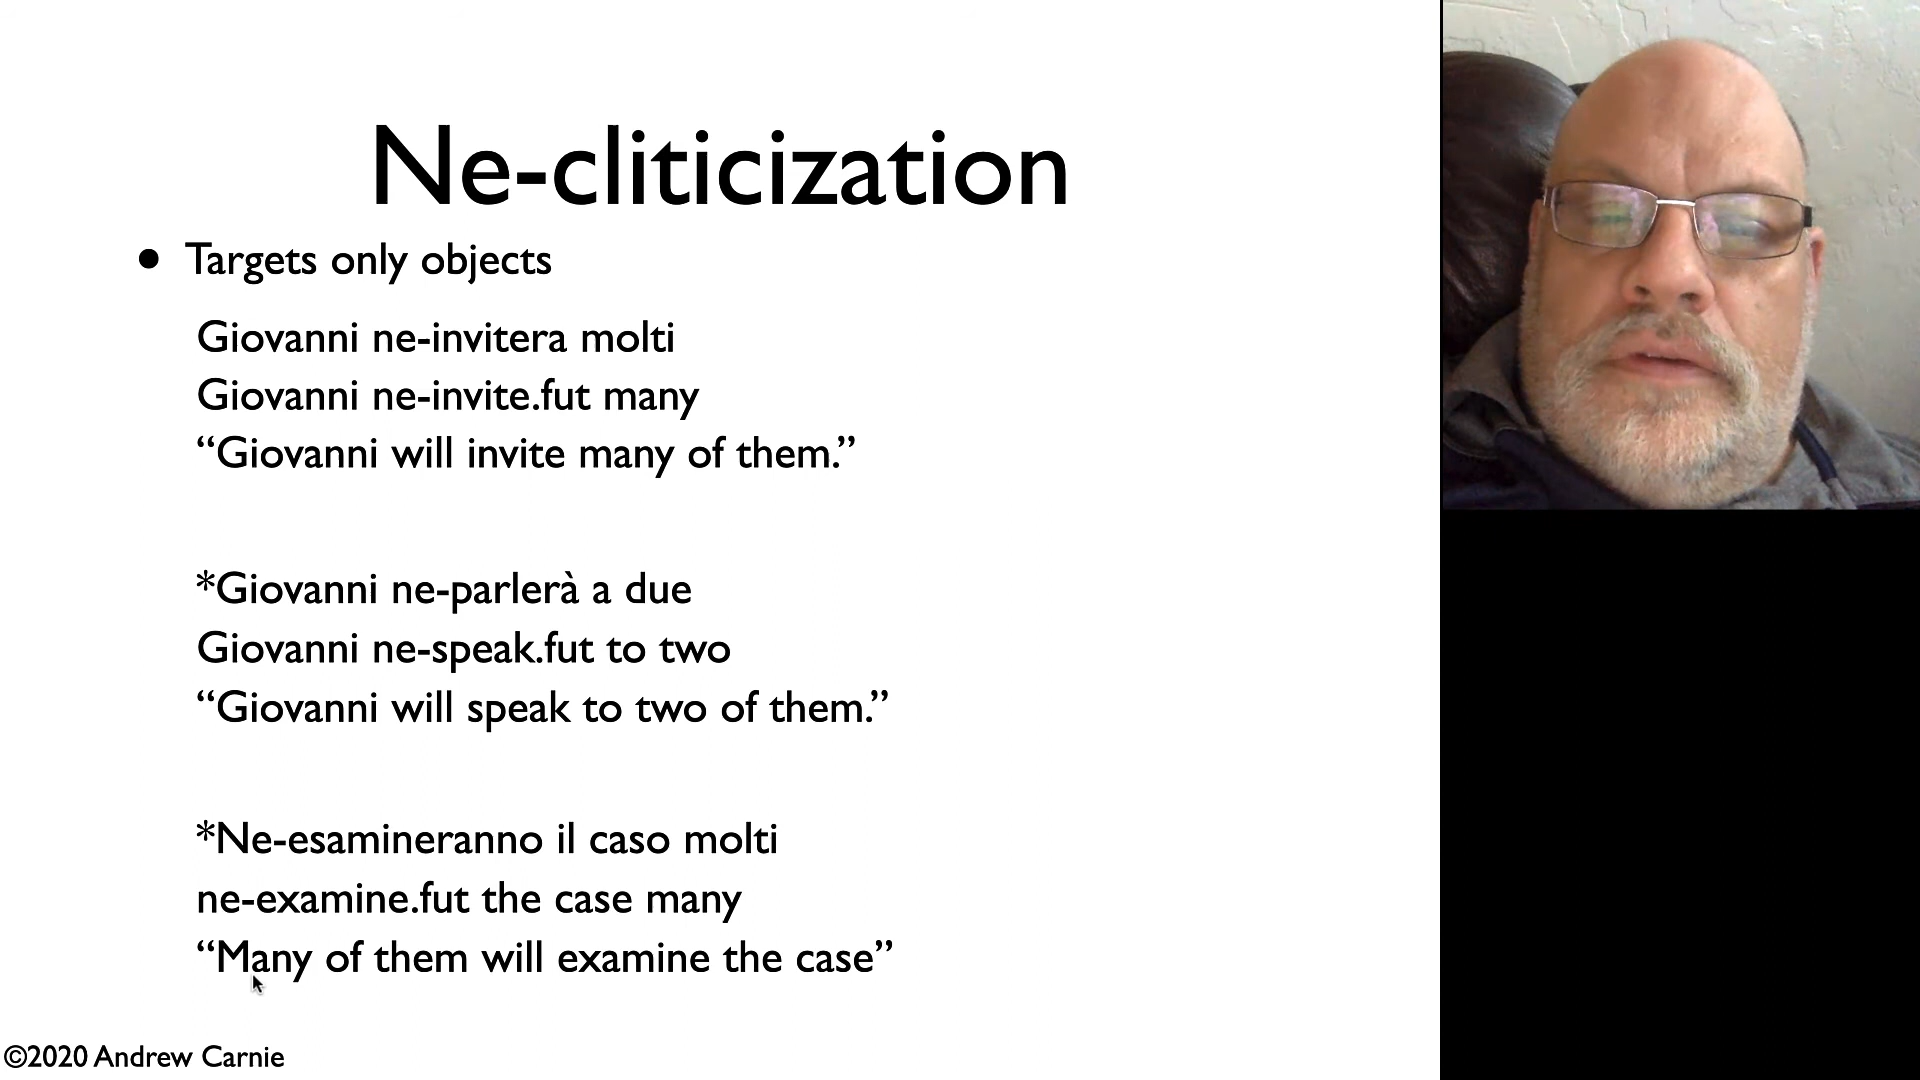 Ne-cliticization
• Targets only objects
Giovanni ne-invitera molti
Giovanni ne-invite.fut many
“Giovanni will invite many of them.”
*Giovanni ne-parlerà a due
Giovanni ne-speak.fut to two
“Giovanni will speak to two of them.”
*Ne-esamineranno il caso molti
ne-examine.fut the case many
“Many of them will examine the case”
©2020 Andrew Carnie